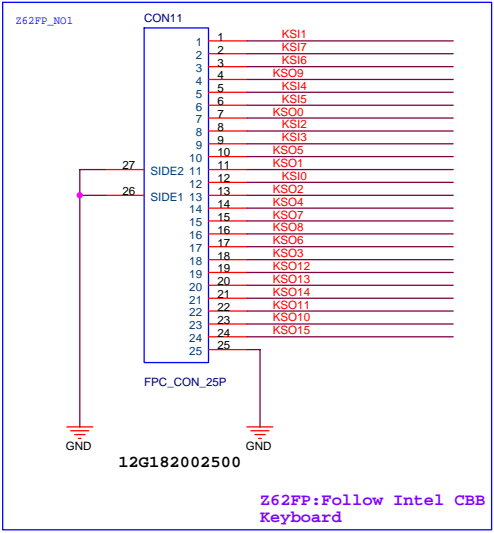 Z62FP_NO1
CON11
1 1 KSI1
2 2 KSI7
3 3 KSI6
4 4 KSO9
5 5 KSI4
6 6 KSI5
7 7 KSO0
8 8 KSI2
9 9 KSI3
10 10 KSO5
27 SIDE2 11 11 KSO1
12 12 KSI0
26 SIDE1 13 13 KSO2
14 14 KSO4
15 15 KSO7
16 16 KSO8
17 17 KSO6
18 18 KSO3
19 19 KSO12
20 20 KSO13
21 21 KSO14
22 22 KSO11
23 23 KSO10
24 24 KSO15
25 25
FPC_CON_25P
GND GND
12G182002500
Z62FP:Follow Intel CBB
Keyboard